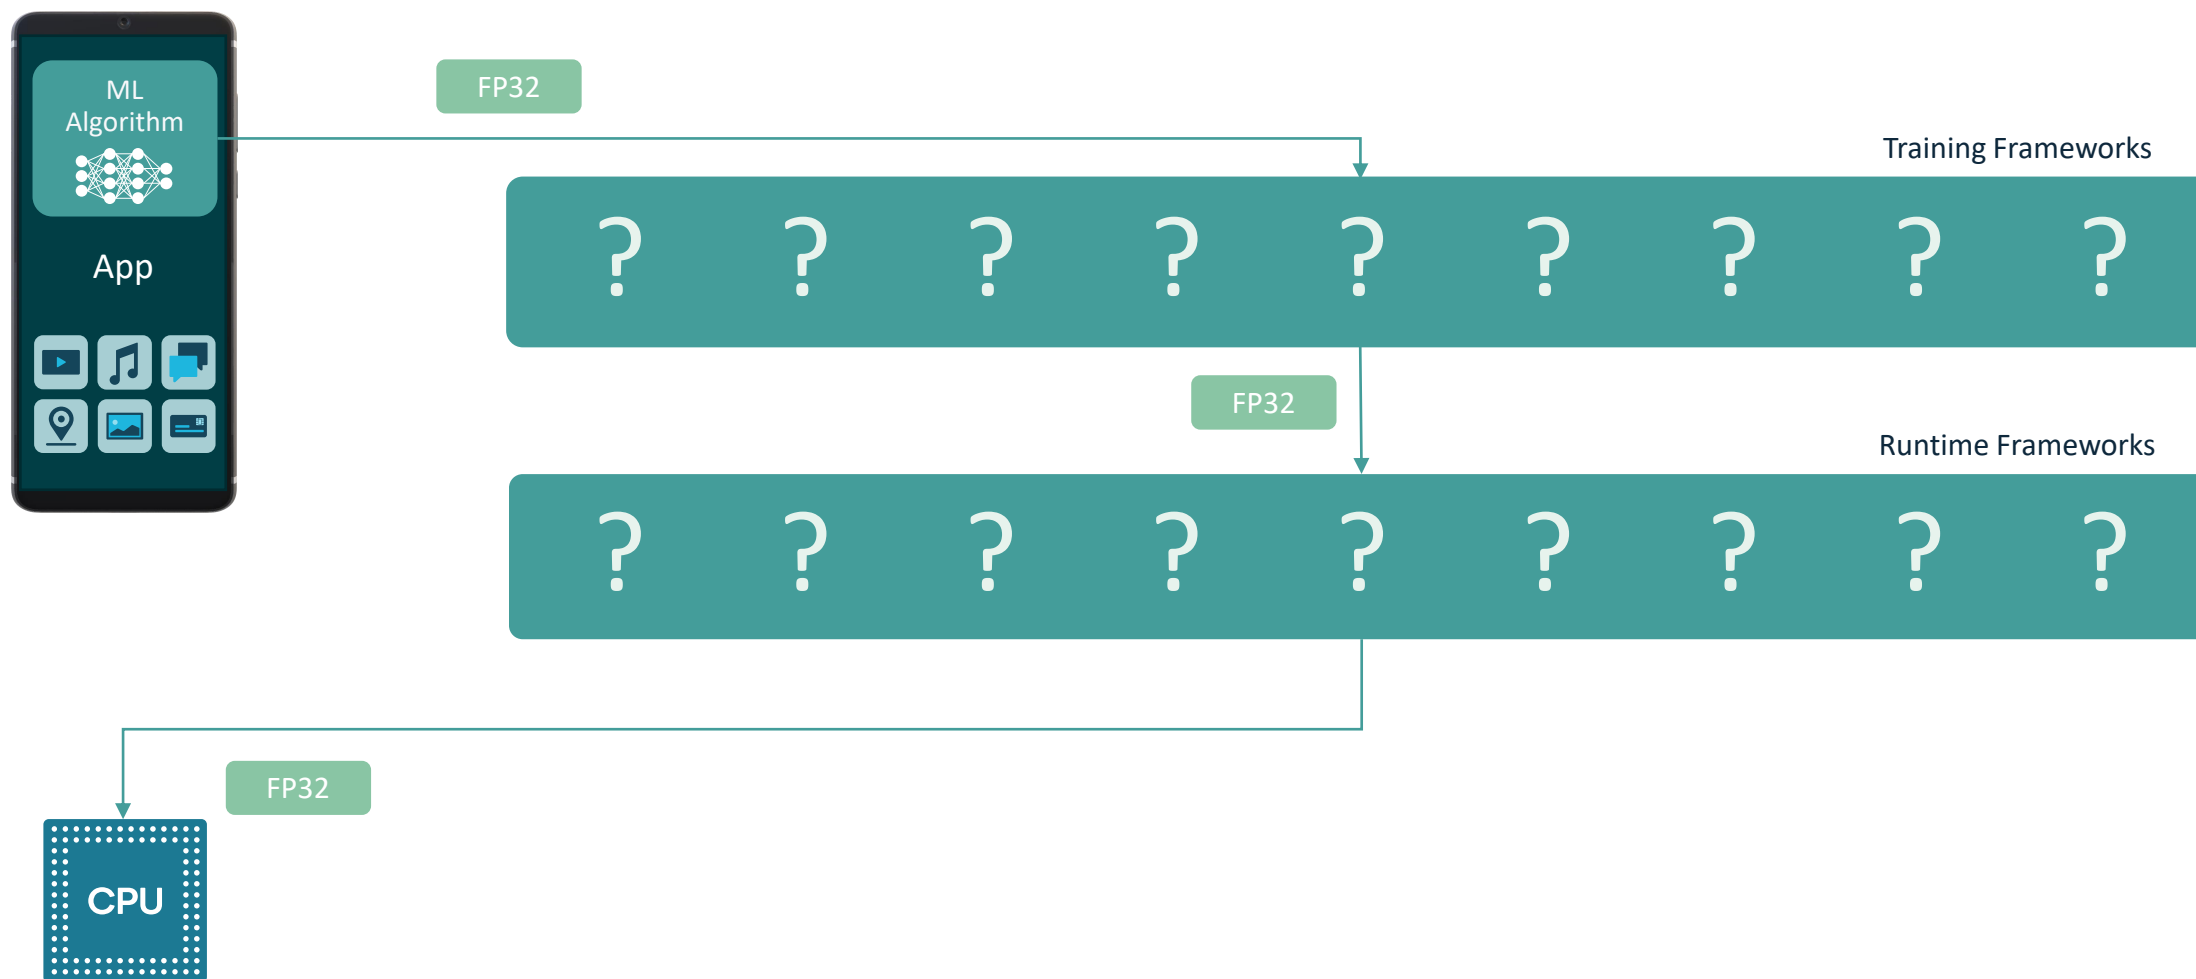 ML
Algorithm
App
FP32
Training Frameworks
? ? ? ? ? ? ? ? ?
FP32
Runtime Frameworks
? ? ? ? ? ? ? ? ?
FP32
CPU